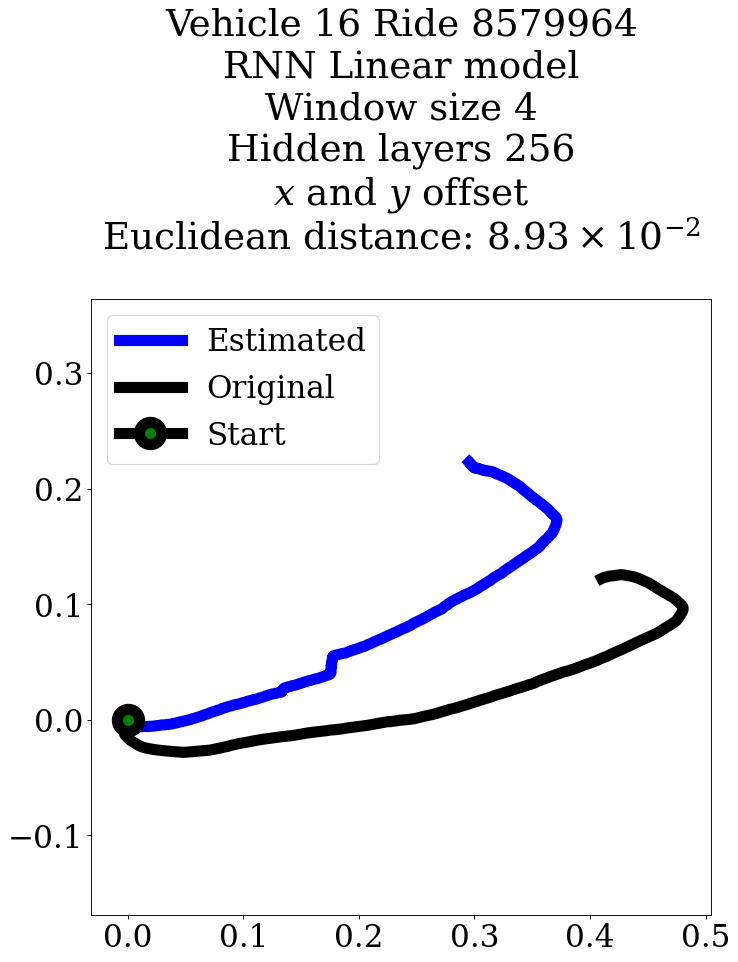 Vehicle 16 Ride 8579964
RNN Linear model
Window size 4
Hidden layers 256
x and y offset
Euclidean distance: 8.93 × 10⁻²
Estimated
Original
Start
0.3
0.2
0.1
0.0
−0.1
0.0 0.1 0.2 0.3 0.4 0.5